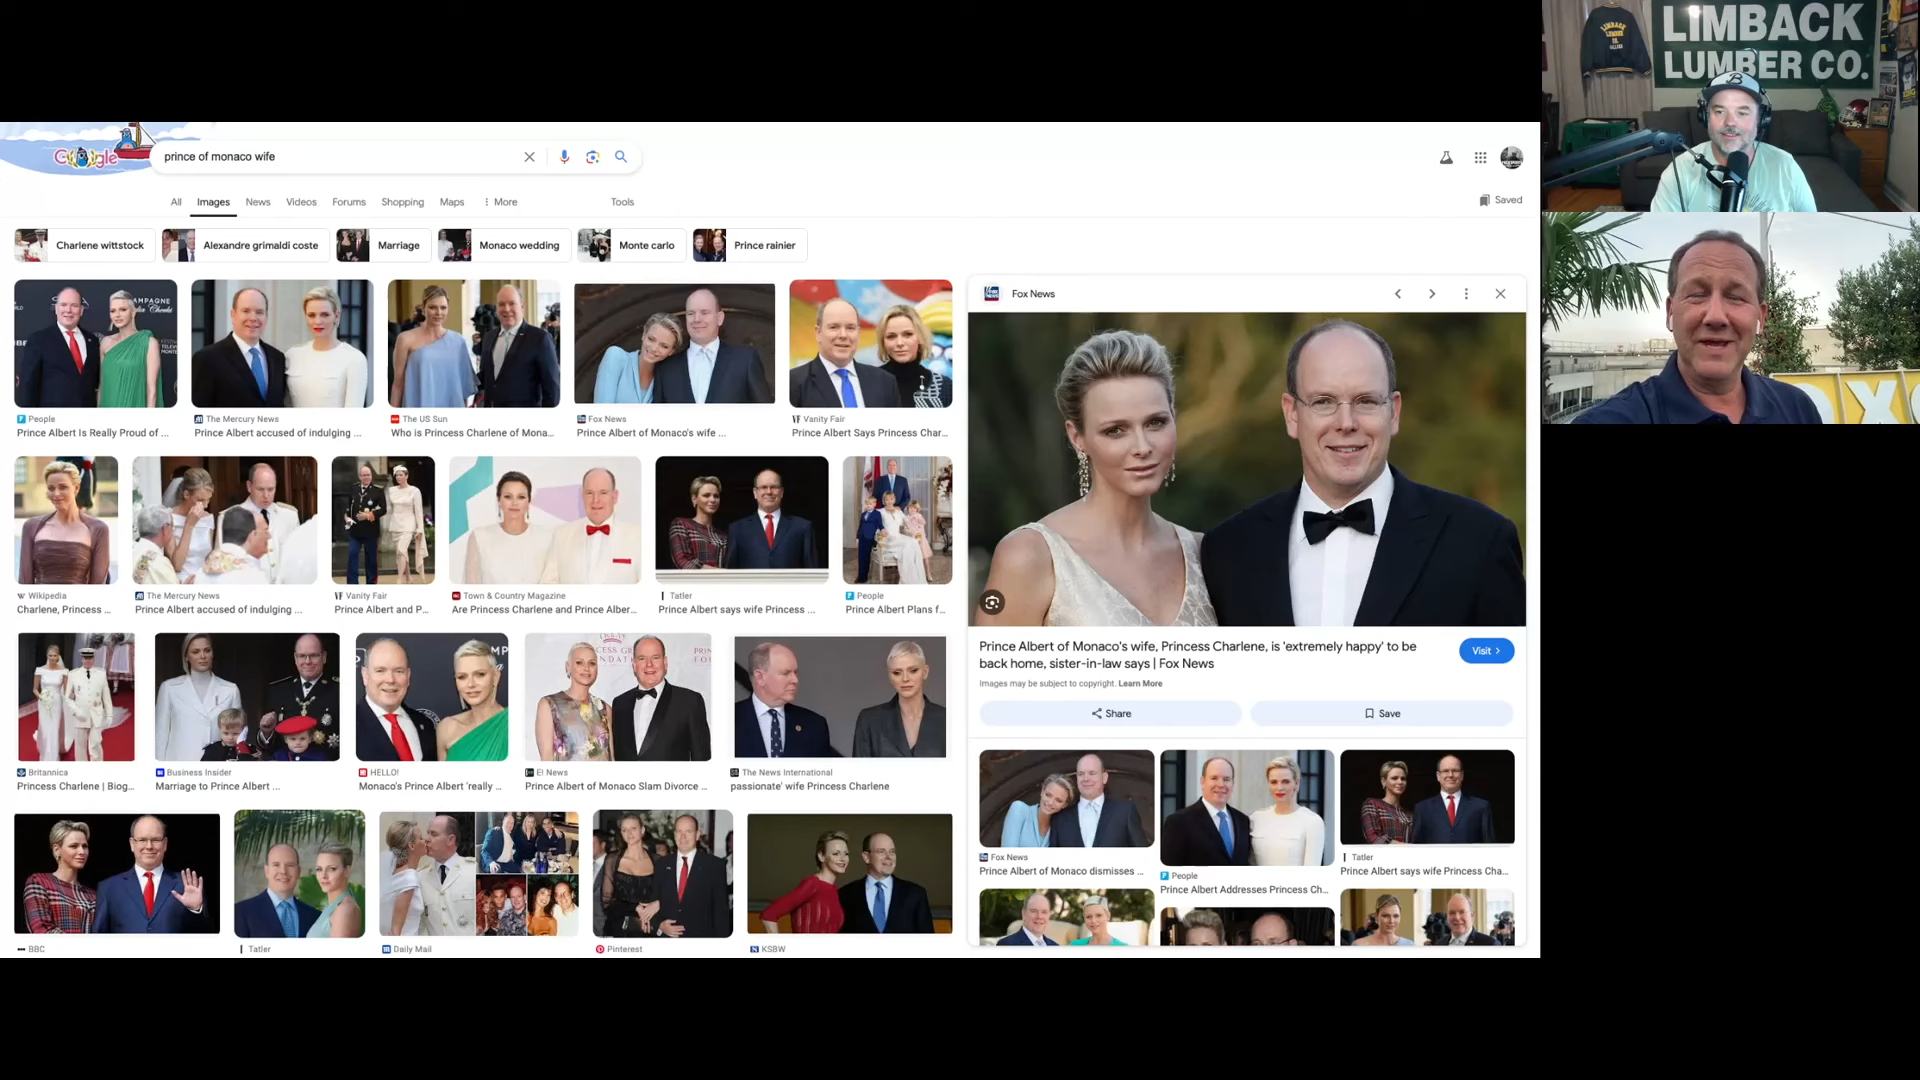 LIMBACK
LUMBER CO.
LIMBACK
LUMBER
CO.
Google
prince of monaco wife
All
Images
News
Videos
Forums
Shopping
Maps
More
Tools
Saved
Charlene wittstock
Alexandre grimaldi coste
Marriage
Monaco wedding
Monte carlo
Prince rainier
People
Prince Albert Is Really Proud of ...
The Mercury News
Prince Albert accused of indulging ...
The US Sun
Who is Princess Charlene of Mona...
Fox News
Prince Albert of Monaco's wife ...
Vanity Fair
Prince Albert Says Princess Char...
Wikipedia
Charlene, Princess ...
The Mercury News
Prince Albert accused of indulging ...
Vanity Fair
Prince Albert and P...
Town & Country Magazine
Are Princess Charlene and Prince Alber...
Tatler
Prince Albert says wife Princess ...
People
Prince Albert Plans f...
Britannica
Princess Charlene | Biog...
Business Insider
Marriage to Prince Albert ...
HELLO!
Monaco's Prince Albert 'really ...
E! News
Prince Albert of Monaco Slam Divorce ...
The News International
passionate' wife Princess Charlene
BBC
Tatler
Daily Mail
Pinterest
KSBW
Fox News
Prince Albert of Monaco's wife, Princess Charlene, is 'extremely happy' to be
back home, sister-in-law says | Fox News
Visit
Images may be subject to copyright. Learn More
Share
Save
Fox News
Prince Albert of Monaco dismisses ...
People
Prince Albert Addresses Princess Ch...
Tatler
Prince Albert says wife Princess Cha...